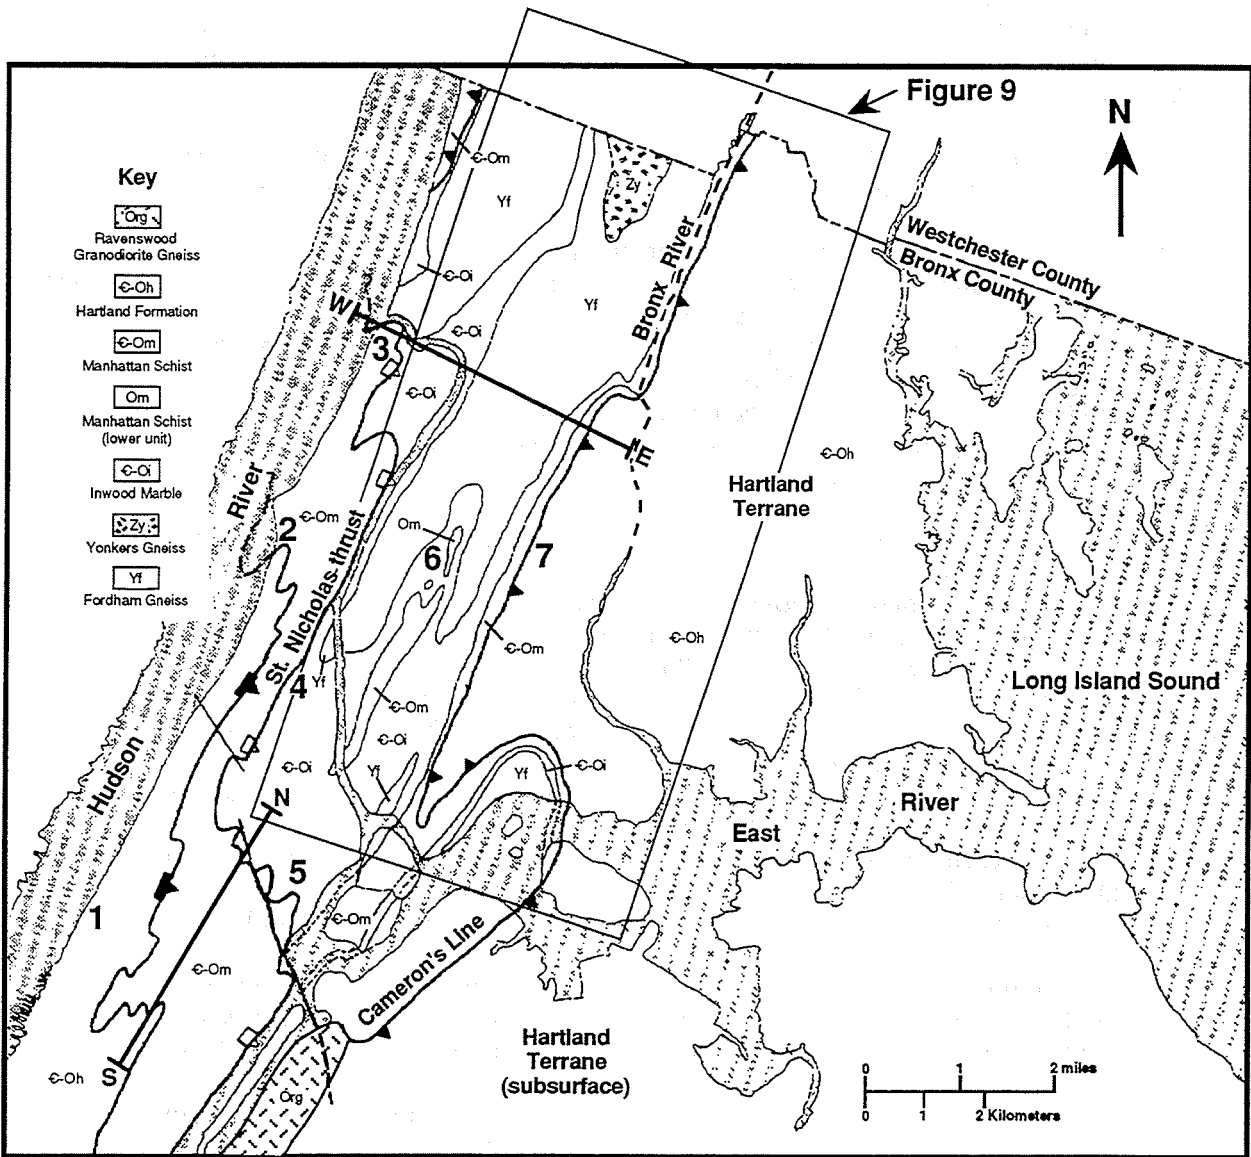 Figure 9
N
Key
Org
Ravenswood
Granodiorite Gneiss
Є-Oh
Hartland Formation
Є-Om
Manhattan Schist
Om
Manhattan Schist
(lower unit)
Є-Oi
Inwood Marble
Zy
Yonkers Gneiss
Yf
Fordham Gneiss
Є-Om
Yf
Zy
Є-Oi
Yf
Bronx River
Westchester County
Bronx County
W
3
Є-Oi
Є-Oi
E
Hartland
Terrane
Є-Oh
River
2
Є-Om
Om
6
7
St. Nicholas thrust
4
Yf
Є-Om
Є-Oh
Є-Om
Long Island Sound
Hudson
Є-Oi
Є-Oi
Yf
Yf
Є-Oi
N
River
East
5
1
Є-Om
Є-Om
Cameron's Line
Hartland
Terrane
(subsurface)
S
Є-Oh
Org
0 1 2 miles
0 1 2 Kilometers